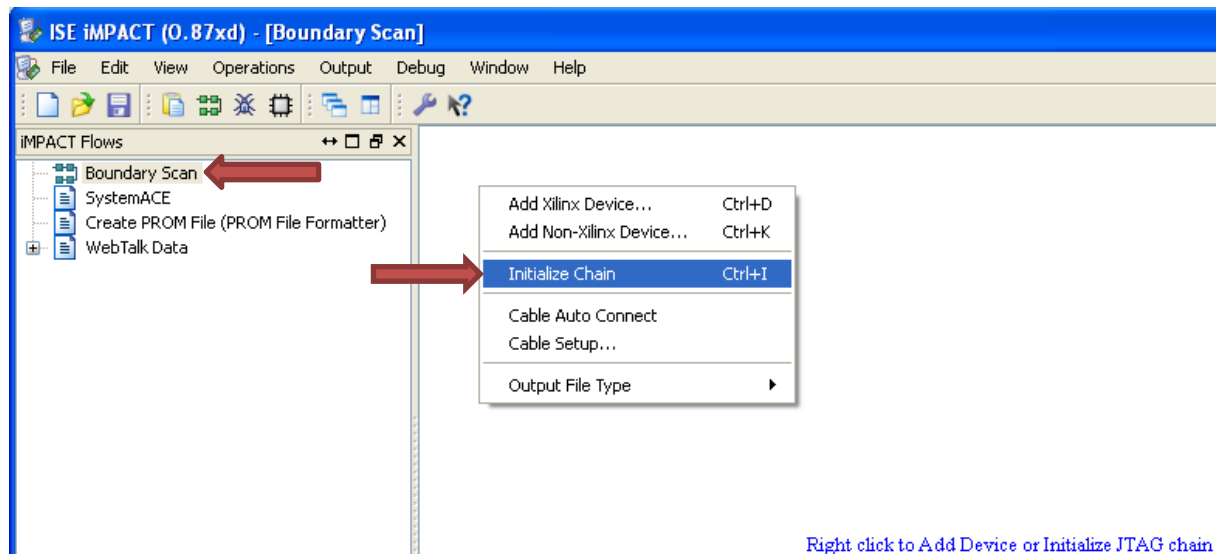 ISE iMPACT (0.87xd) - [Boundary Scan]
File Edit View Operations Output Debug Window Help
iMPACT Flows
Boundary Scan
SystemACE
Create PROM File (PROM File Formatter)
WebTalk Data
Add Xilinx Device... Ctrl+D
Add Non-Xilinx Device... Ctrl+K
Initialize Chain Ctrl+I
Cable Auto Connect
Cable Setup...
Output File Type
Right click to Add Device or Initialize JTAG chain